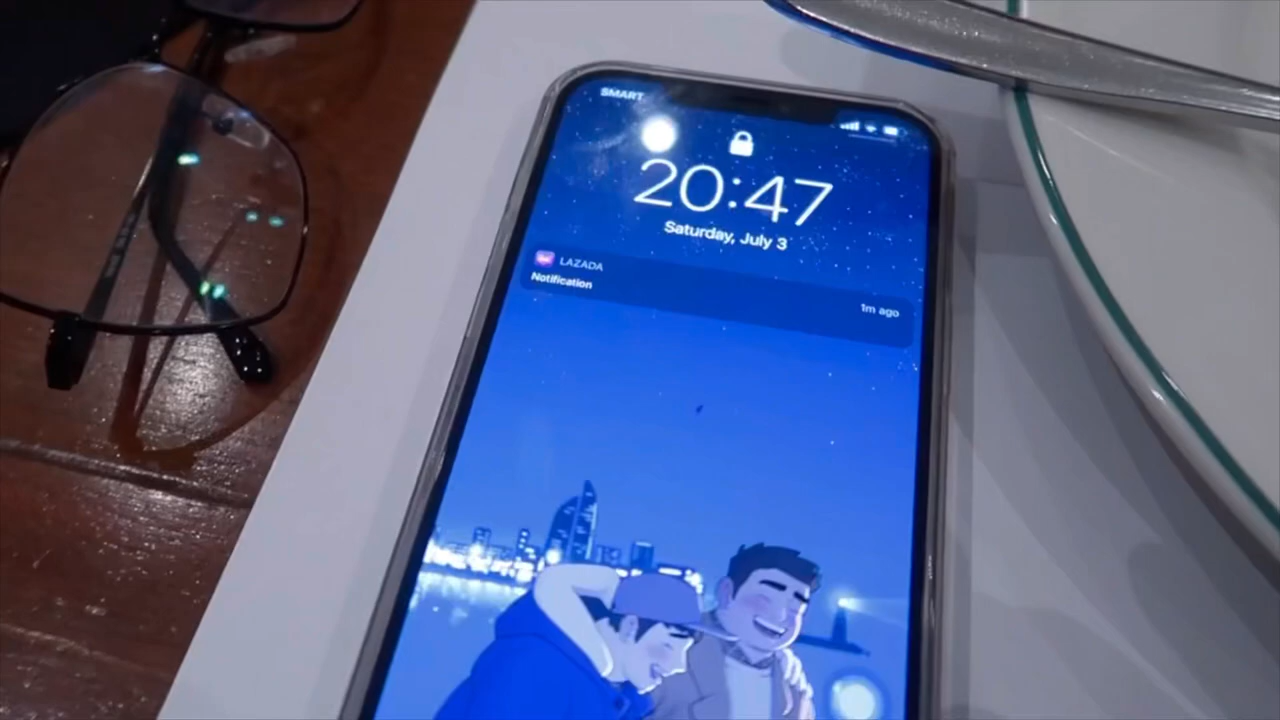 SMART
20:47
Saturday, July 3
LAZADA
Notification
1m ago